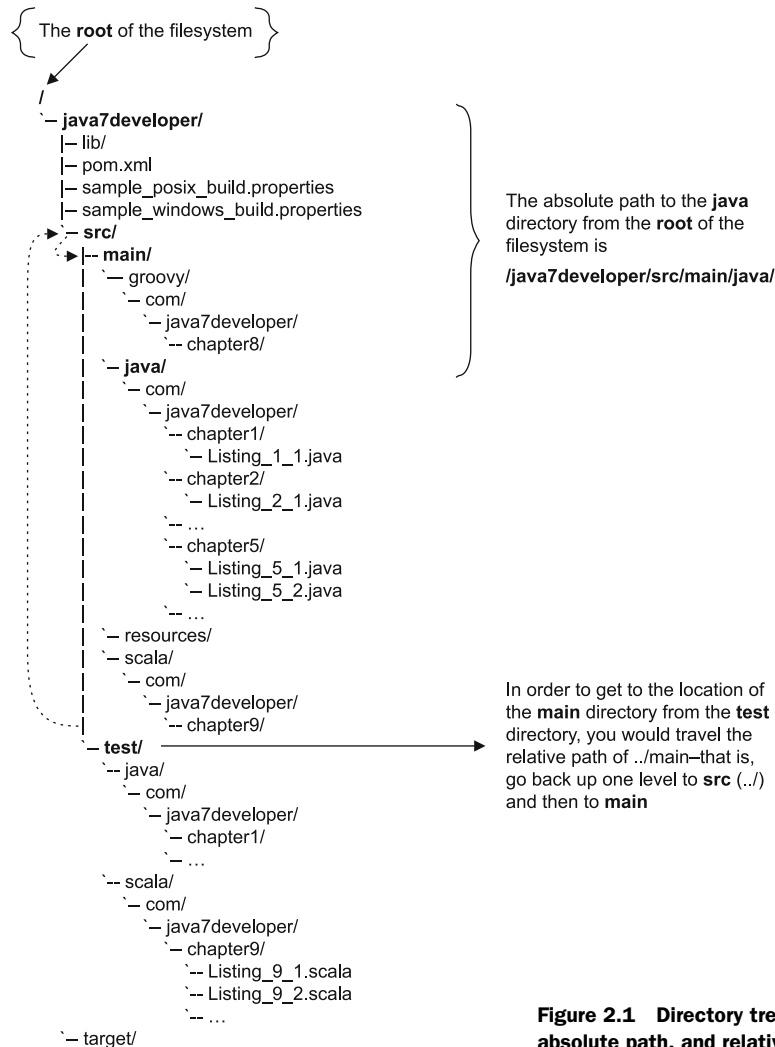 The root of the filesystem
/
`— java7developer/
|— lib/
|— pom.xml
|— sample_posix_build.properties
|— sample_windows_build.properties
`— src/
|-- main/
`— groovy/
`— com/
`— java7developer/
`-- chapter8/
`— java/
`— com/
`— java7developer/
`-- chapter1/
`— Listing_1_1.java
`-- chapter2/
`— Listing_2_1.java
`-- ...
`-- chapter5/
`— Listing_5_1.java
`— Listing_5_2.java
`-- ...
`— resources/
`— scala/
`— com/
`— java7developer/
`-- chapter9/
`— test/
`-- java/
`— com/
`— java7developer/
`— chapter1/
`— ...
`-- scala/
`— com/
`— java7developer/
`— chapter9/
`-- Listing_9_1.scala
`-- Listing_9_2.scala
`-- ...
`— target/
The absolute path to the java
directory from the root of the
filesystem is
/java7developer/src/main/java/
In order to get to the location of
the main directory from the test
directory, you would travel the
relative path of ../main–that is,
go back up one level to src (../)
and then to main
Figure 2.1 Directory
absolute path, and